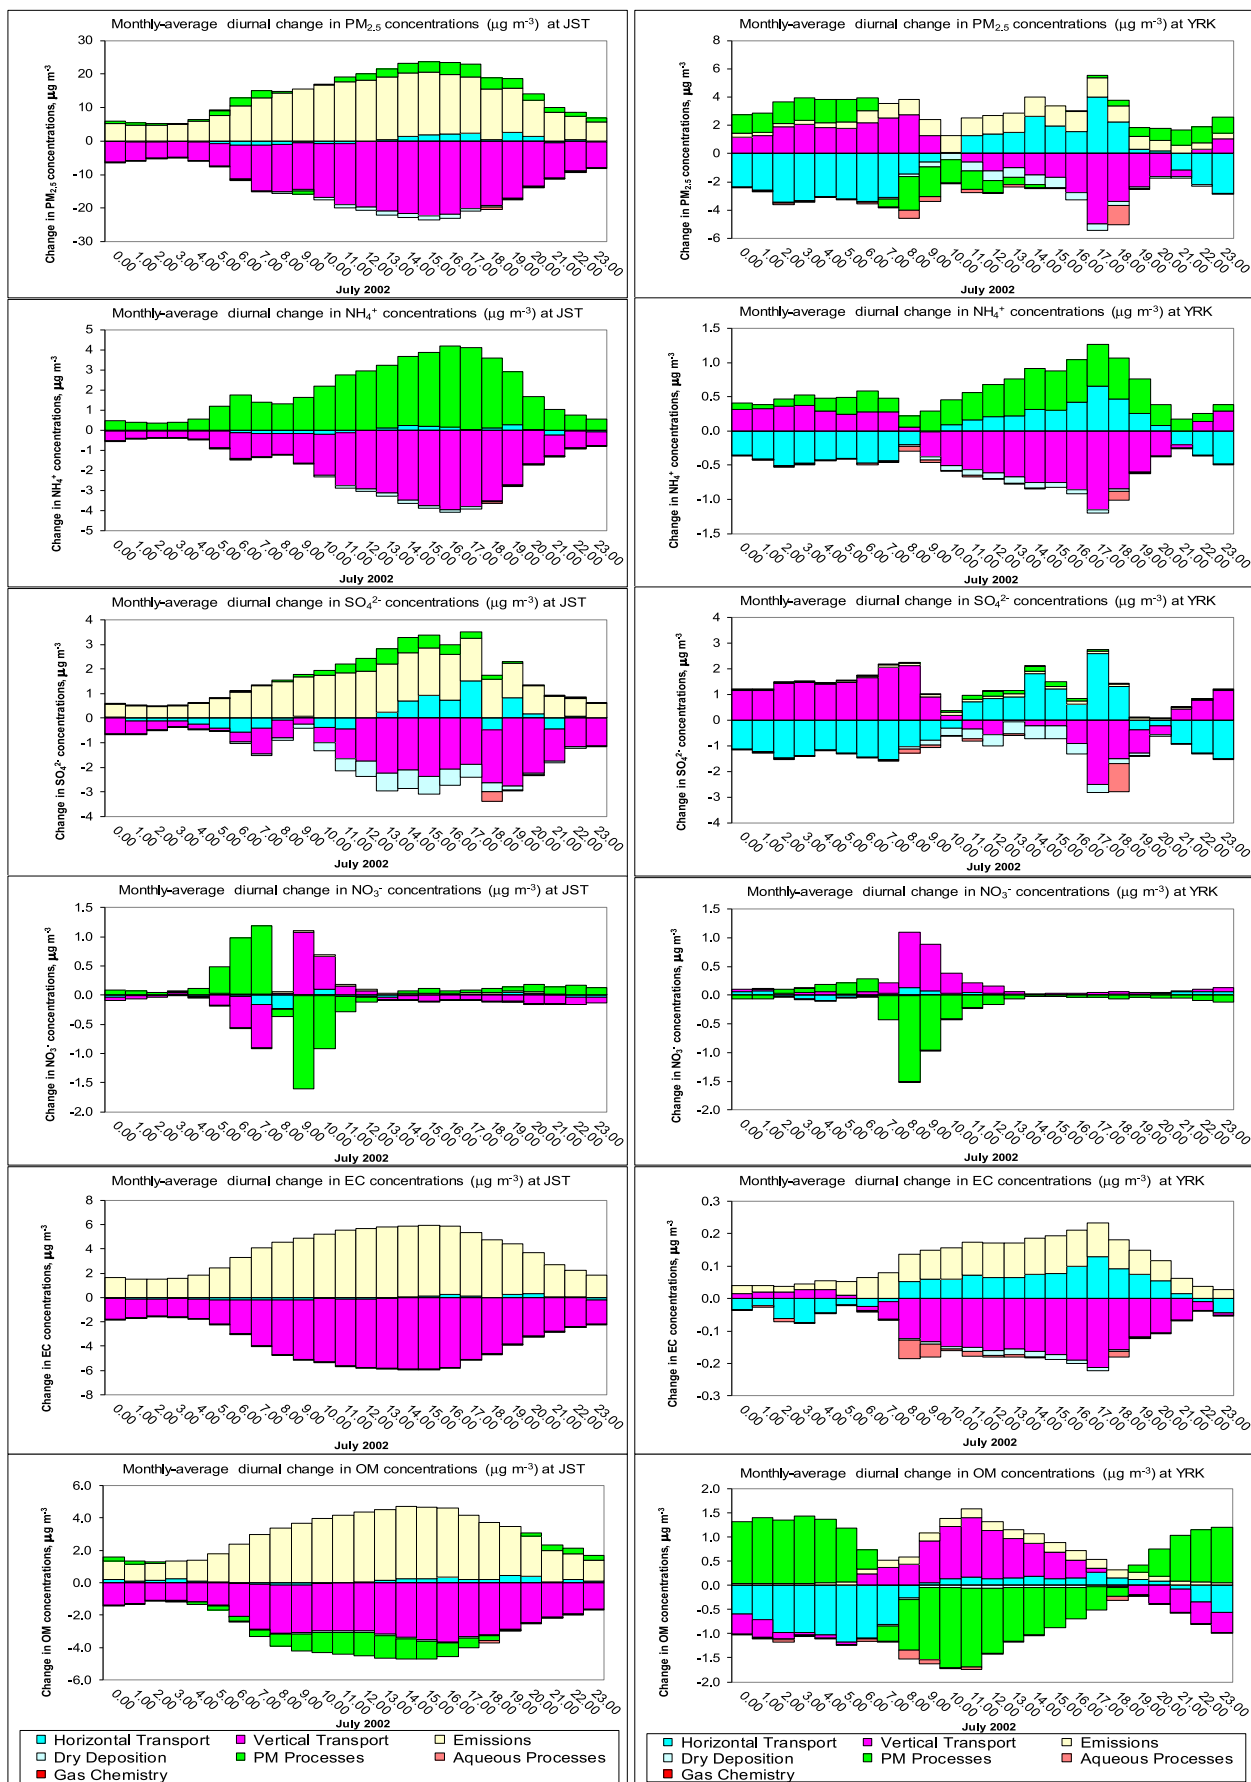 Monthly-average diurnal change in PM2.5 concentrations (µg m-3) at JST
Change in PM2.5 concentrations, µg m-3
30
20
10
0
-10
-20
-30
0.00 1.00 2.00 3.00 4.00 5.00 6.00 7.00 8.00 9.00 10.00 11.00 12.00 13.00 14.00 15.00 16.00 17.00 18.00 19.00 20.00 21.00 22.00 23.00
July 2002
Monthly-average diurnal change in PM2.5 concentrations (µg m-3) at YRK
Change in PM2.5 concentrations, µg m-3
8
6
4
2
0
-2
-4
-6
0.00 1.00 2.00 3.00 4.00 5.00 6.00 7.00 8.00 9.00 10.00 11.00 12.00 13.00 14.00 15.00 16.00 17.00 18.00 19.00 20.00 21.00 22.00 23.00
July 2002
Monthly-average diurnal change in NH4+ concentrations (µg m-3) at JST
Change in NH4+ concentrations, µg m-3
5
4
3
2
1
0
-1
-2
-3
-4
-5
0.00 1.00 2.00 3.00 4.00 5.00 6.00 7.00 8.00 9.00 10.00 11.00 12.00 13.00 14.00 15.00 16.00 17.00 18.00 19.00 20.00 21.00 22.00 23.00
July 2002
Monthly-average diurnal change in NH4+ concentrations (µg m-3) at YRK
Change in NH4+ concentrations, µg m-3
1.5
1.0
0.5
0.0
-0.5
-1.0
-1.5
0.00 1.00 2.00 3.00 4.00 5.00 6.00 7.00 8.00 9.00 10.00 11.00 12.00 13.00 14.00 15.00 16.00 17.00 18.00 19.00 20.00 21.00 22.00 23.00
July 2002
Monthly-average diurnal change in SO42- concentrations (µg m-3) at JST
Change in SO42- concentrations, µg m-3
4
3
2
1
0
-1
-2
-3
-4
0.00 1.00 2.00 3.00 4.00 5.00 6.00 7.00 8.00 9.00 10.00 11.00 12.00 13.00 14.00 15.00 16.00 17.00 18.00 19.00 20.00 21.00 22.00 23.00
July 2002
Monthly-average diurnal change in SO42- concentrations (µg m-3) at YRK
Change in SO42- concentrations, µg m-3
4
3
2
1
0
-1
-2
-3
-4
0.00 1.00 2.00 3.00 4.00 5.00 6.00 7.00 8.00 9.00 10.00 11.00 12.00 13.00 14.00 15.00 16.00 17.00 18.00 19.00 20.00 21.00 22.00 23.00
July 2002
Monthly-average diurnal change in NO3- concentrations (µg m-3) at JST
Change in NO3- concentrations, µg m-3
1.5
1.0
0.5
0.0
-0.5
-1.0
-1.5
-2.0
0.00 1.00 2.00 3.00 4.00 5.00 6.00 7.00 8.00 9.00 10.00 11.00 12.00 13.00 14.00 15.00 16.00 17.00 18.00 19.00 20.00 21.00 22.00 23.00
July 2002
Monthly-average diurnal change in NO3- concentrations (µg m-3) at YRK
Change in NO3- concentrations, µg m-3
1.5
1.0
0.5
0.0
-0.5
-1.0
-1.5
-2.0
0.00 1.00 2.00 3.00 4.00 5.00 6.00 7.00 8.00 9.00 10.00 11.00 12.00 13.00 14.00 15.00 16.00 17.00 18.00 19.00 20.00 21.00 22.00 23.00
July 2002
Monthly-average diurnal change in EC concentrations (µg m-3) at JST
Change in EC concentrations, µg m-3
8
6
4
2
0
-2
-4
-6
-8
0.00 1.00 2.00 3.00 4.00 5.00 6.00 7.00 8.00 9.00 10.00 11.00 12.00 13.00 14.00 15.00 16.00 17.00 18.00 19.00 20.00 21.00 22.00 23.00
July 2002
Monthly-average diurnal change in EC concentrations (µg m-3) at YRK
Change in EC concentrations, µg m-3
0.3
0.2
0.1
0.0
-0.1
-0.2
-0.3
0.00 1.00 2.00 3.00 4.00 5.00 6.00 7.00 8.00 9.00 10.00 11.00 12.00 13.00 14.00 15.00 16.00 17.00 18.00 19.00 20.00 21.00 22.00 23.00
July 2002
Monthly-average diurnal change in OM concentrations (µg m-3) at JST
Change in OM concentrations, µg m-3
6.0
4.0
2.0
0.0
-2.0
-4.0
-6.0
0.00 1.00 2.00 3.00 4.00 5.00 6.00 7.00 8.00 9.00 10.00 11.00 12.00 13.00 14.00 15.00 16.00 17.00 18.00 19.00 20.00 21.00 22.00 23.00
July 2002
Monthly-average diurnal change in OM concentrations (µg m-3) at YRK
Change in OM concentrations, µg m-3
2.0
1.5
1.0
0.5
0.0
-0.5
-1.0
-1.5
-2.0
0.00 1.00 2.00 3.00 4.00 5.00 6.00 7.00 8.00 9.00 10.00 11.00 12.00 13.00 14.00 15.00 16.00 17.00 18.00 19.00 20.00 21.00 22.00 23.00
July 2002
Horizontal Transport Vertical Transport Emissions
Dry Deposition PM Processes Aqueous Processes
Gas Chemistry
Horizontal Transport Vertical Transport Emissions
Dry Deposition PM Processes Aqueous Processes
Gas Chemistry